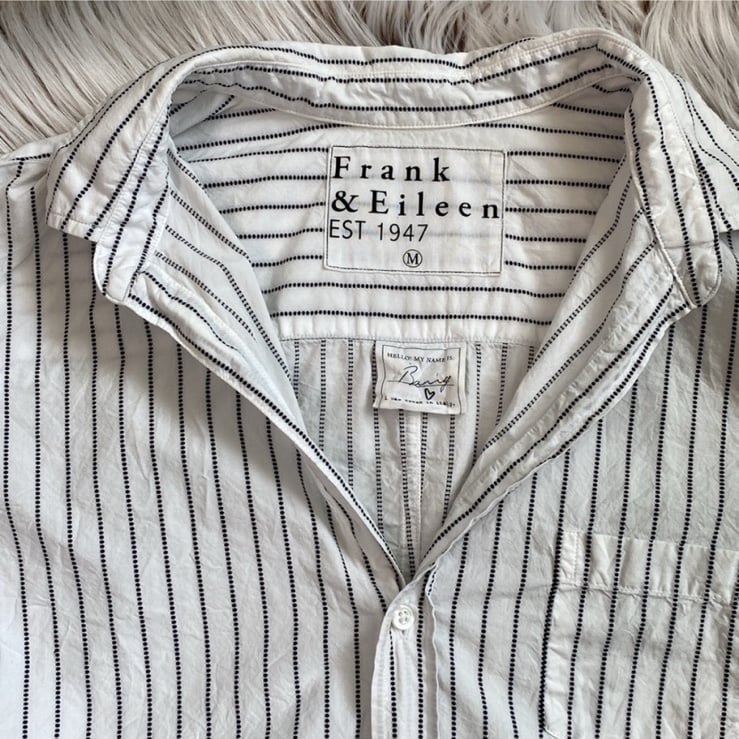 Frank
& Eileen
EST 1947
M
HELLO! MY NAME IS:
Barry